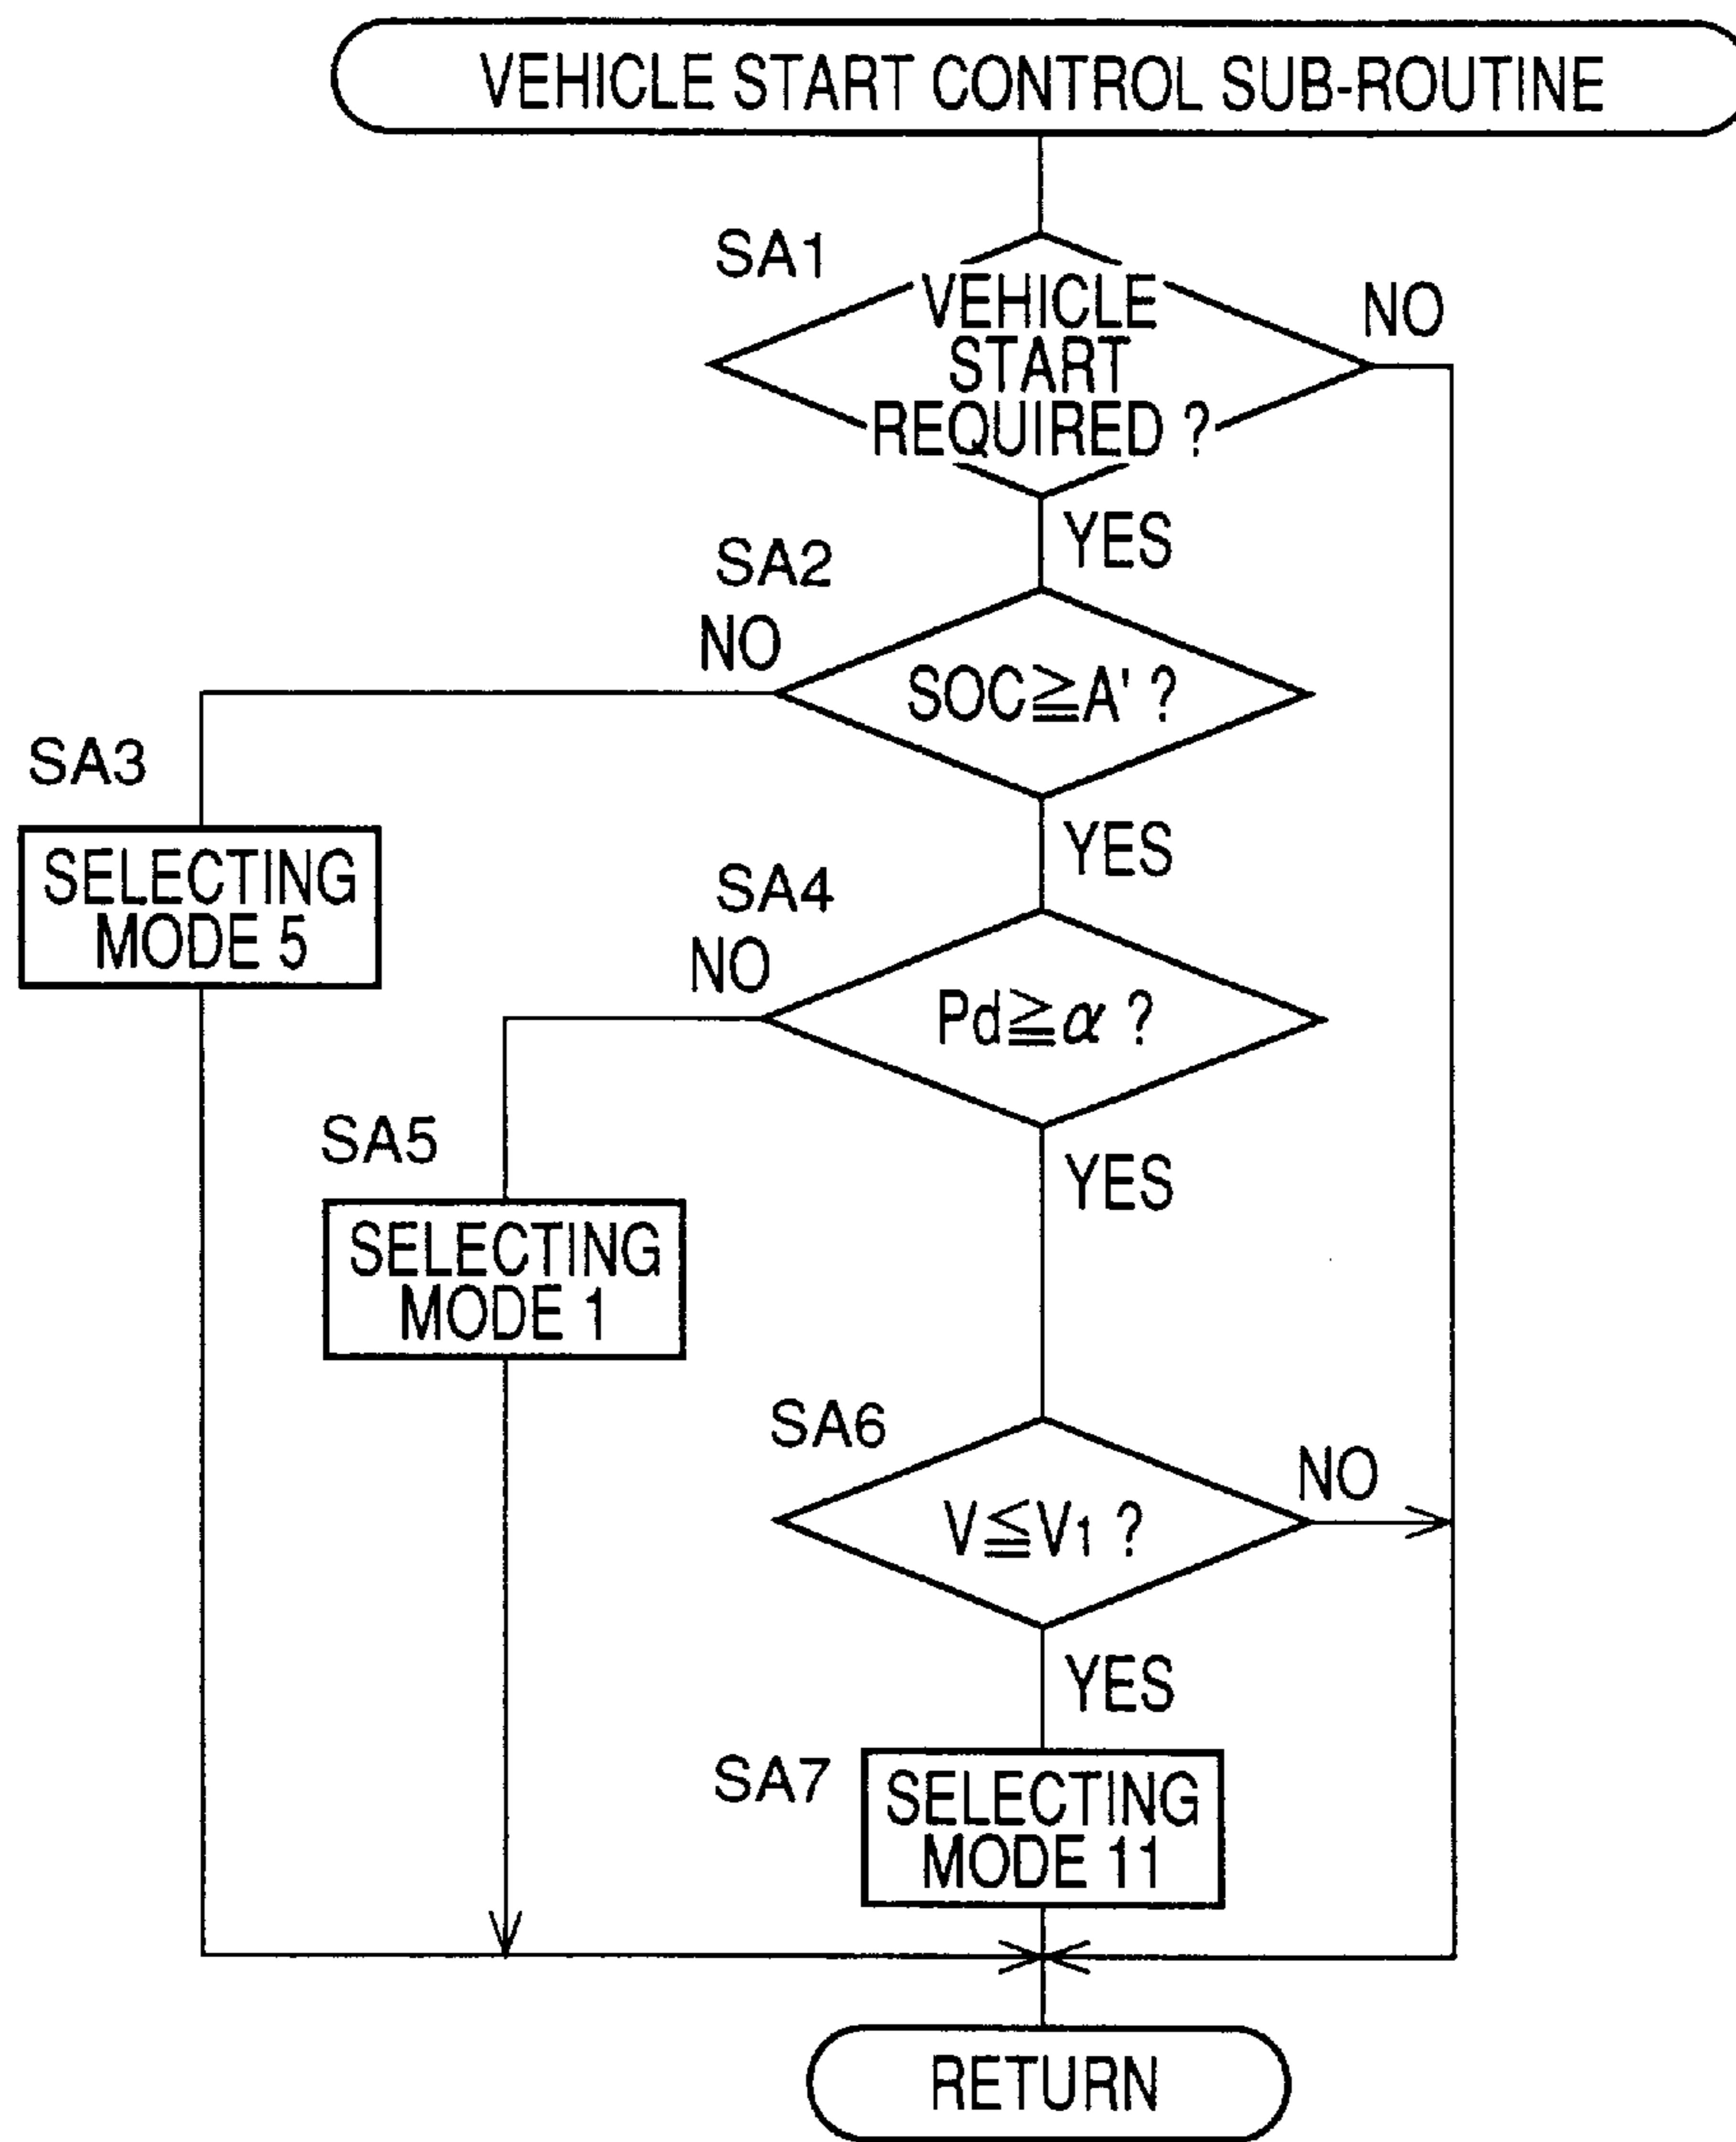 VEHICLE START CONTROL SUB-ROUTINE
SA1
VEHICLE
START
REQUIRED ?
NO
YES
SA2
NO
SOC≧A' ?
YES
SA3
SELECTING
MODE 5
SA4
NO
Pd≧α ?
YES
SA5
SELECTING
MODE 1
SA6
V≦V1 ?
NO
YES
SA7
SELECTING
MODE 11
RETURN